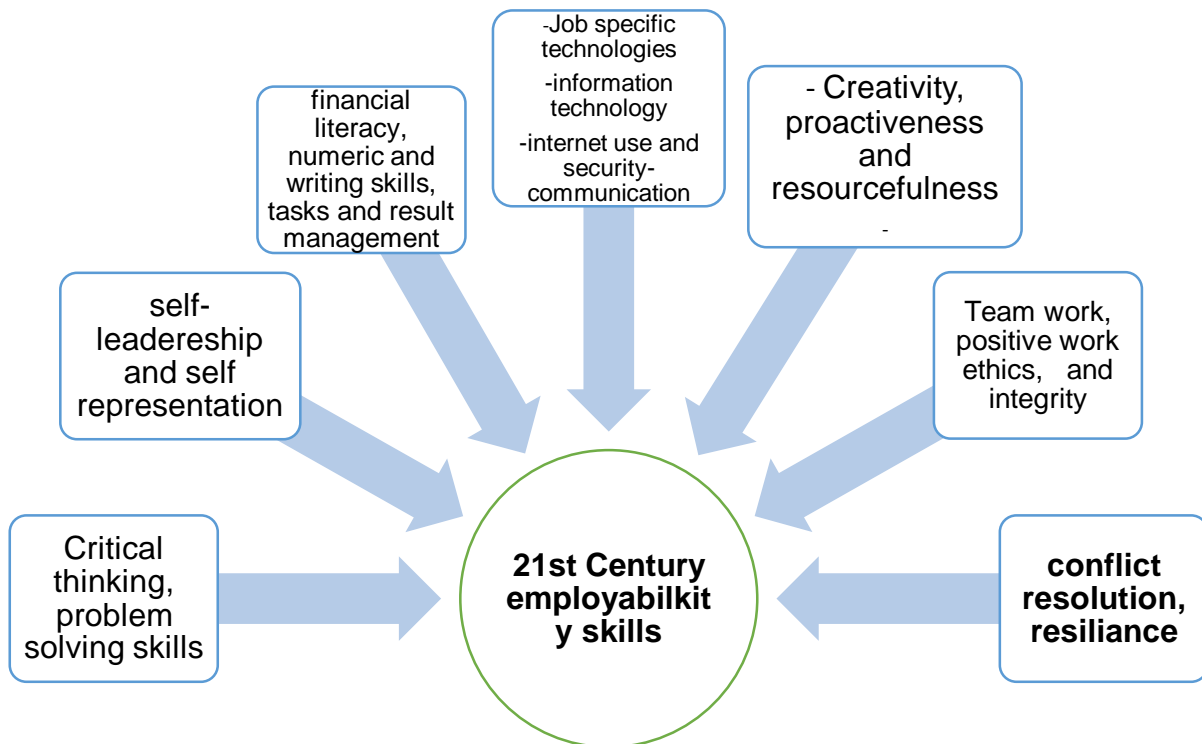 -Job specific
technologies
-information
technology
-internet use and
security-
communication
financial
literacy,
numeric and
writing skills,
tasks and result
management
- Creativity,
proactiveness
and
resourcefulness
-
self-
leadereship
and self
representation
Team work,
positive work
ethics, and
integrity
Critical
thinking,
problem
solving skills
21st Century
employabilkit
y skills
conflict
resolution,
resiliance